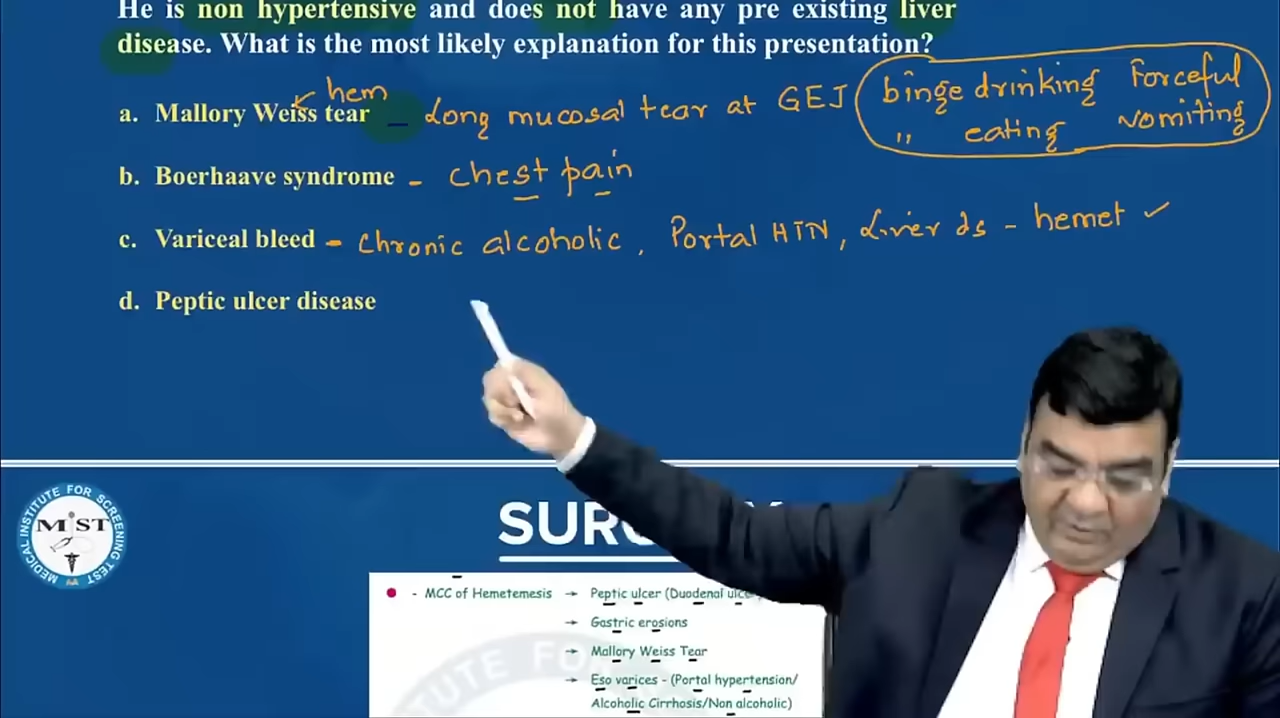 He is non hypertensive and does not have any pre existing liver
disease. What is the most likely explanation for this presentation?
hem
a. Mallory Weiss tear - Long mucosal tear at GEJ binge drinking Forceful
" eating vomiting
b. Boerhaave syndrome - chest pain
c. Variceal bleed - chronic alcoholic, Portal HTN, Liver ds - hemet ✓
d. Peptic ulcer disease
MEDICAL INSTITUTE FOR SCREENING TEST
MIST
SUR
- MCC of Hemetemesis → Peptic ulcer (Duodenal ulcer)
→ Gastric erosions
→ Mallory Weiss Tear
→ Eso varices - (Portal hypertension/
Alcoholic Cirrhosis/Non alcoholic)
UTE FOR